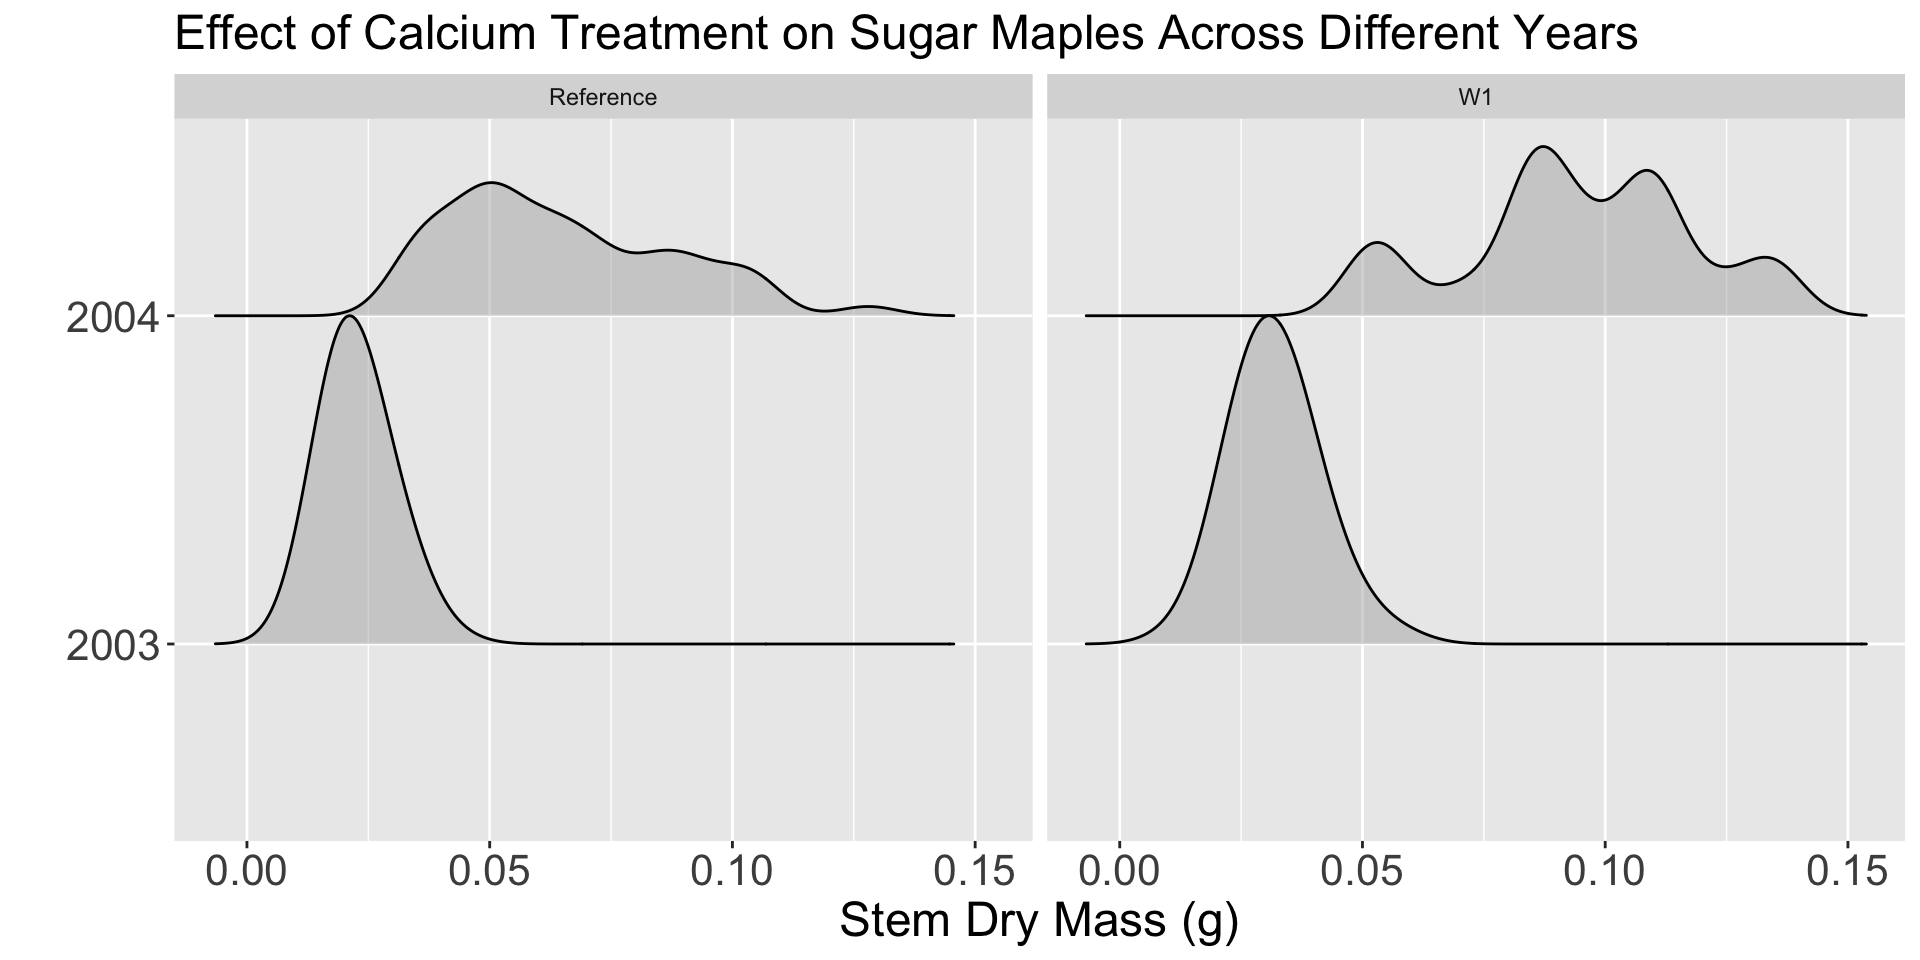 Effect of Calcium Treatment on Sugar Maples Across Different Years
Reference W1
2004
2003
0.00 0.05 0.10 0.15 0.00 0.05 0.10 0.15
Stem Dry Mass (g)